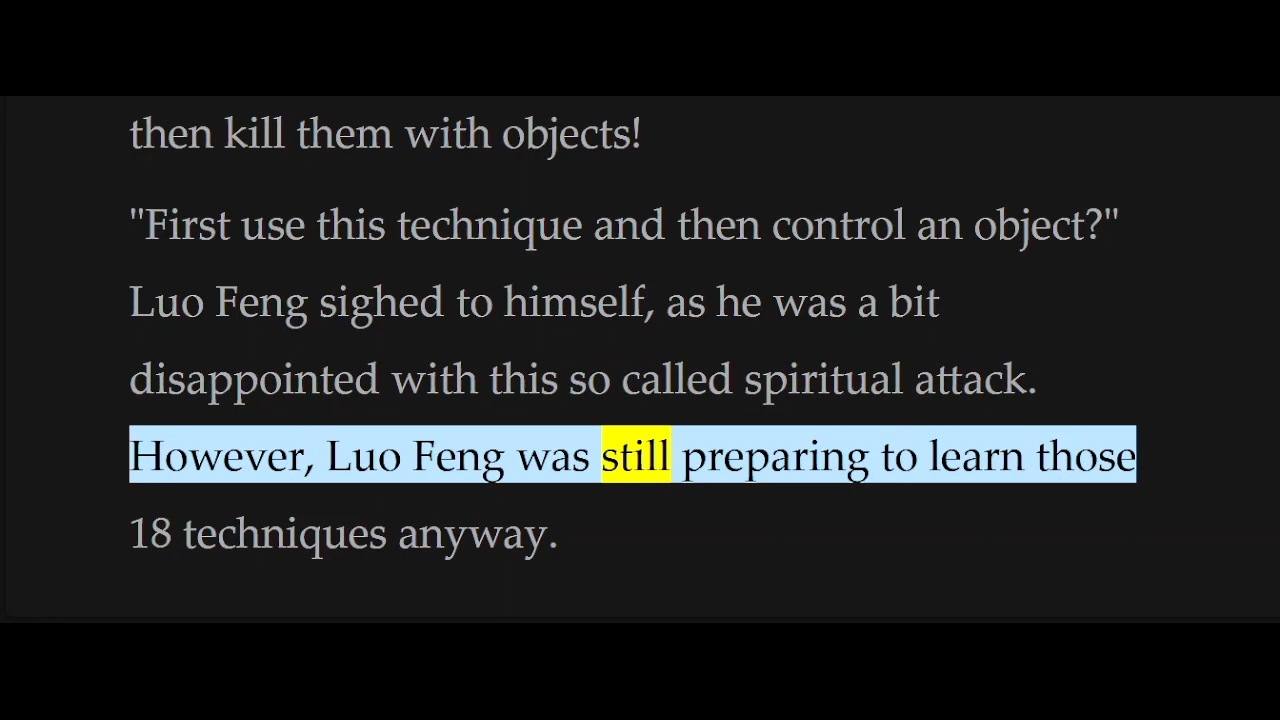 then kill them with objects!
"First use this technique and then control an object?"
Luo Feng sighed to himself, as he was a bit
disappointed with this so called spiritual attack.
However, Luo Feng was still preparing to learn those
18 techniques anyway.